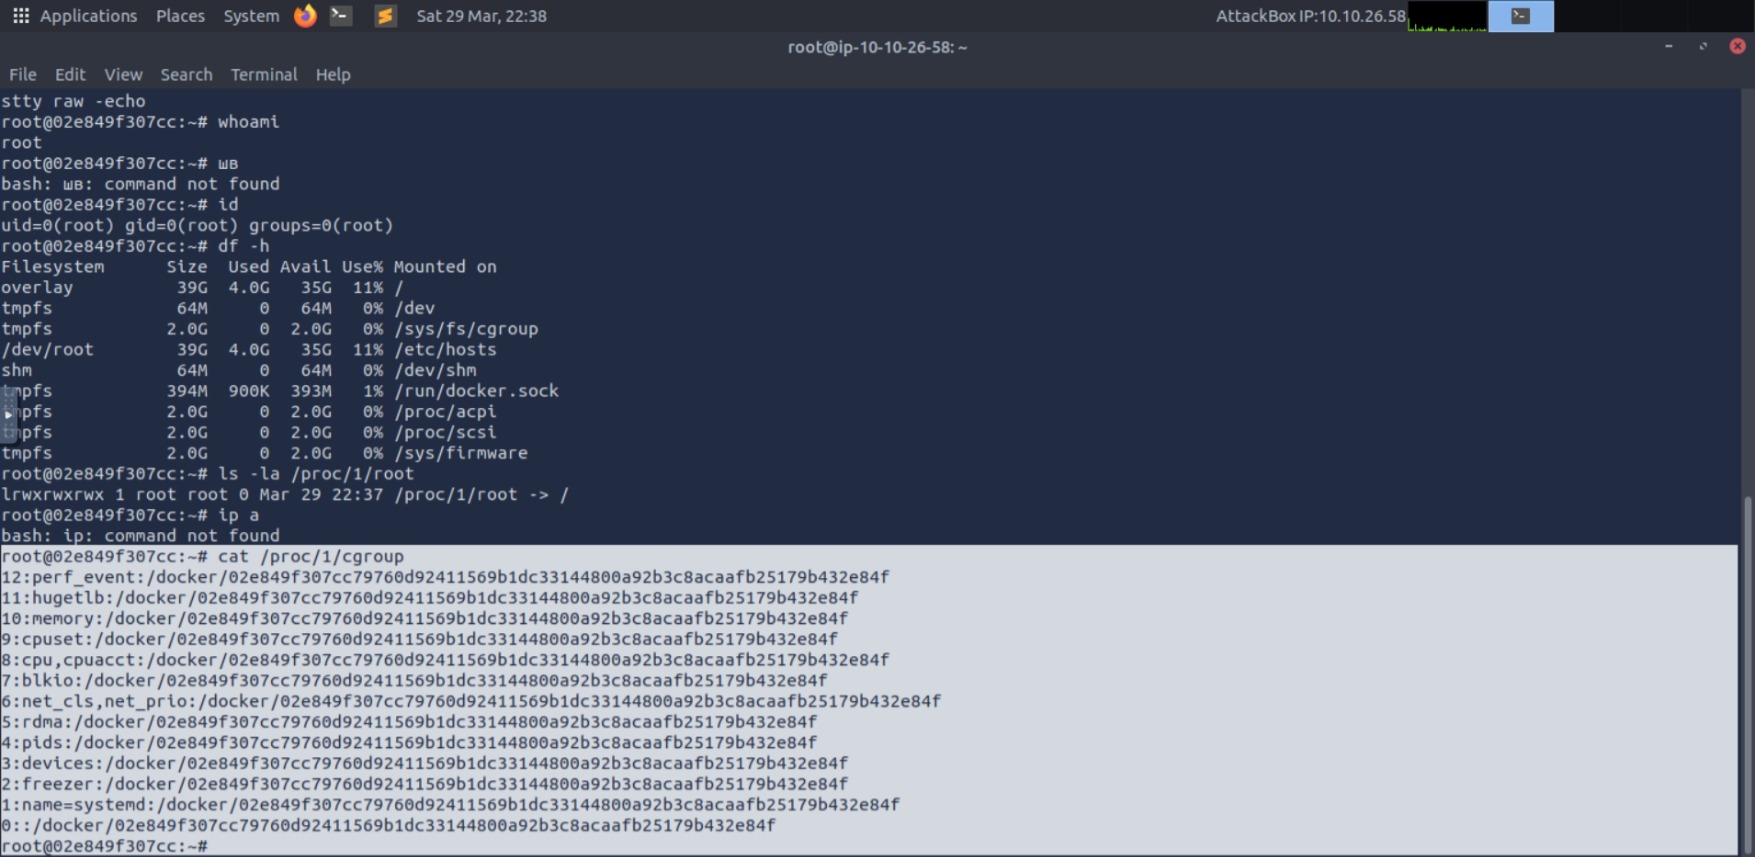 Applications Places System Sat 29 Mar, 22:38 AttackBox IP:10.10.26.58
root@ip-10-10-26-58: ~
File Edit View Search Terminal Help
stty raw -echo
root@02e849f307cc:~# whoami
root
root@02e849f307cc:~# шв
bash: шв: command not found
root@02e849f307cc:~# id
uid=0(root) gid=0(root) groups=0(root)
root@02e849f307cc:~# df -h
Filesystem Size Used Avail Use% Mounted on
overlay 39G 4.0G 35G 11% /
tmpfs 64M 0 64M 0% /dev
tmpfs 2.0G 0 2.0G 0% /sys/fs/cgroup
/dev/root 39G 4.0G 35G 11% /etc/hosts
shm 64M 0 64M 0% /dev/shm
tmpfs 394M 900K 393M 1% /run/docker.sock
tmpfs 2.0G 0 2.0G 0% /proc/acpi
tmpfs 2.0G 0 2.0G 0% /proc/scsi
tmpfs 2.0G 0 2.0G 0% /sys/firmware
root@02e849f307cc:~# ls -la /proc/1/root
lrwxrwxrwx 1 root root 0 Mar 29 22:37 /proc/1/root -> /
root@02e849f307cc:~# ip a
bash: ip: command not found
root@02e849f307cc:~# cat /proc/1/cgroup
12:perf_event:/docker/02e849f307cc79760d92411569b1dc33144800a92b3c8acaafb25179b432e84f
11:hugetlb:/docker/02e849f307cc79760d92411569b1dc33144800a92b3c8acaafb25179b432e84f
10:memory:/docker/02e849f307cc79760d92411569b1dc33144800a92b3c8acaafb25179b432e84f
9:cpuset:/docker/02e849f307cc79760d92411569b1dc33144800a92b3c8acaafb25179b432e84f
8:cpu,cpuacct:/docker/02e849f307cc79760d92411569b1dc33144800a92b3c8acaafb25179b432e84f
7:blkio:/docker/02e849f307cc79760d92411569b1dc33144800a92b3c8acaafb25179b432e84f
6:net_cls,net_prio:/docker/02e849f307cc79760d92411569b1dc33144800a92b3c8acaafb25179b432e84f
5:rdma:/docker/02e849f307cc79760d92411569b1dc33144800a92b3c8acaafb25179b432e84f
4:pids:/docker/02e849f307cc79760d92411569b1dc33144800a92b3c8acaafb25179b432e84f
3:devices:/docker/02e849f307cc79760d92411569b1dc33144800a92b3c8acaafb25179b432e84f
2:freezer:/docker/02e849f307cc79760d92411569b1dc33144800a92b3c8acaafb25179b432e84f
1:name=systemd:/docker/02e849f307cc79760d92411569b1dc33144800a92b3c8acaafb25179b432e84f
0::/docker/02e849f307cc79760d92411569b1dc33144800a92b3c8acaafb25179b432e84f
root@02e849f307cc:~#